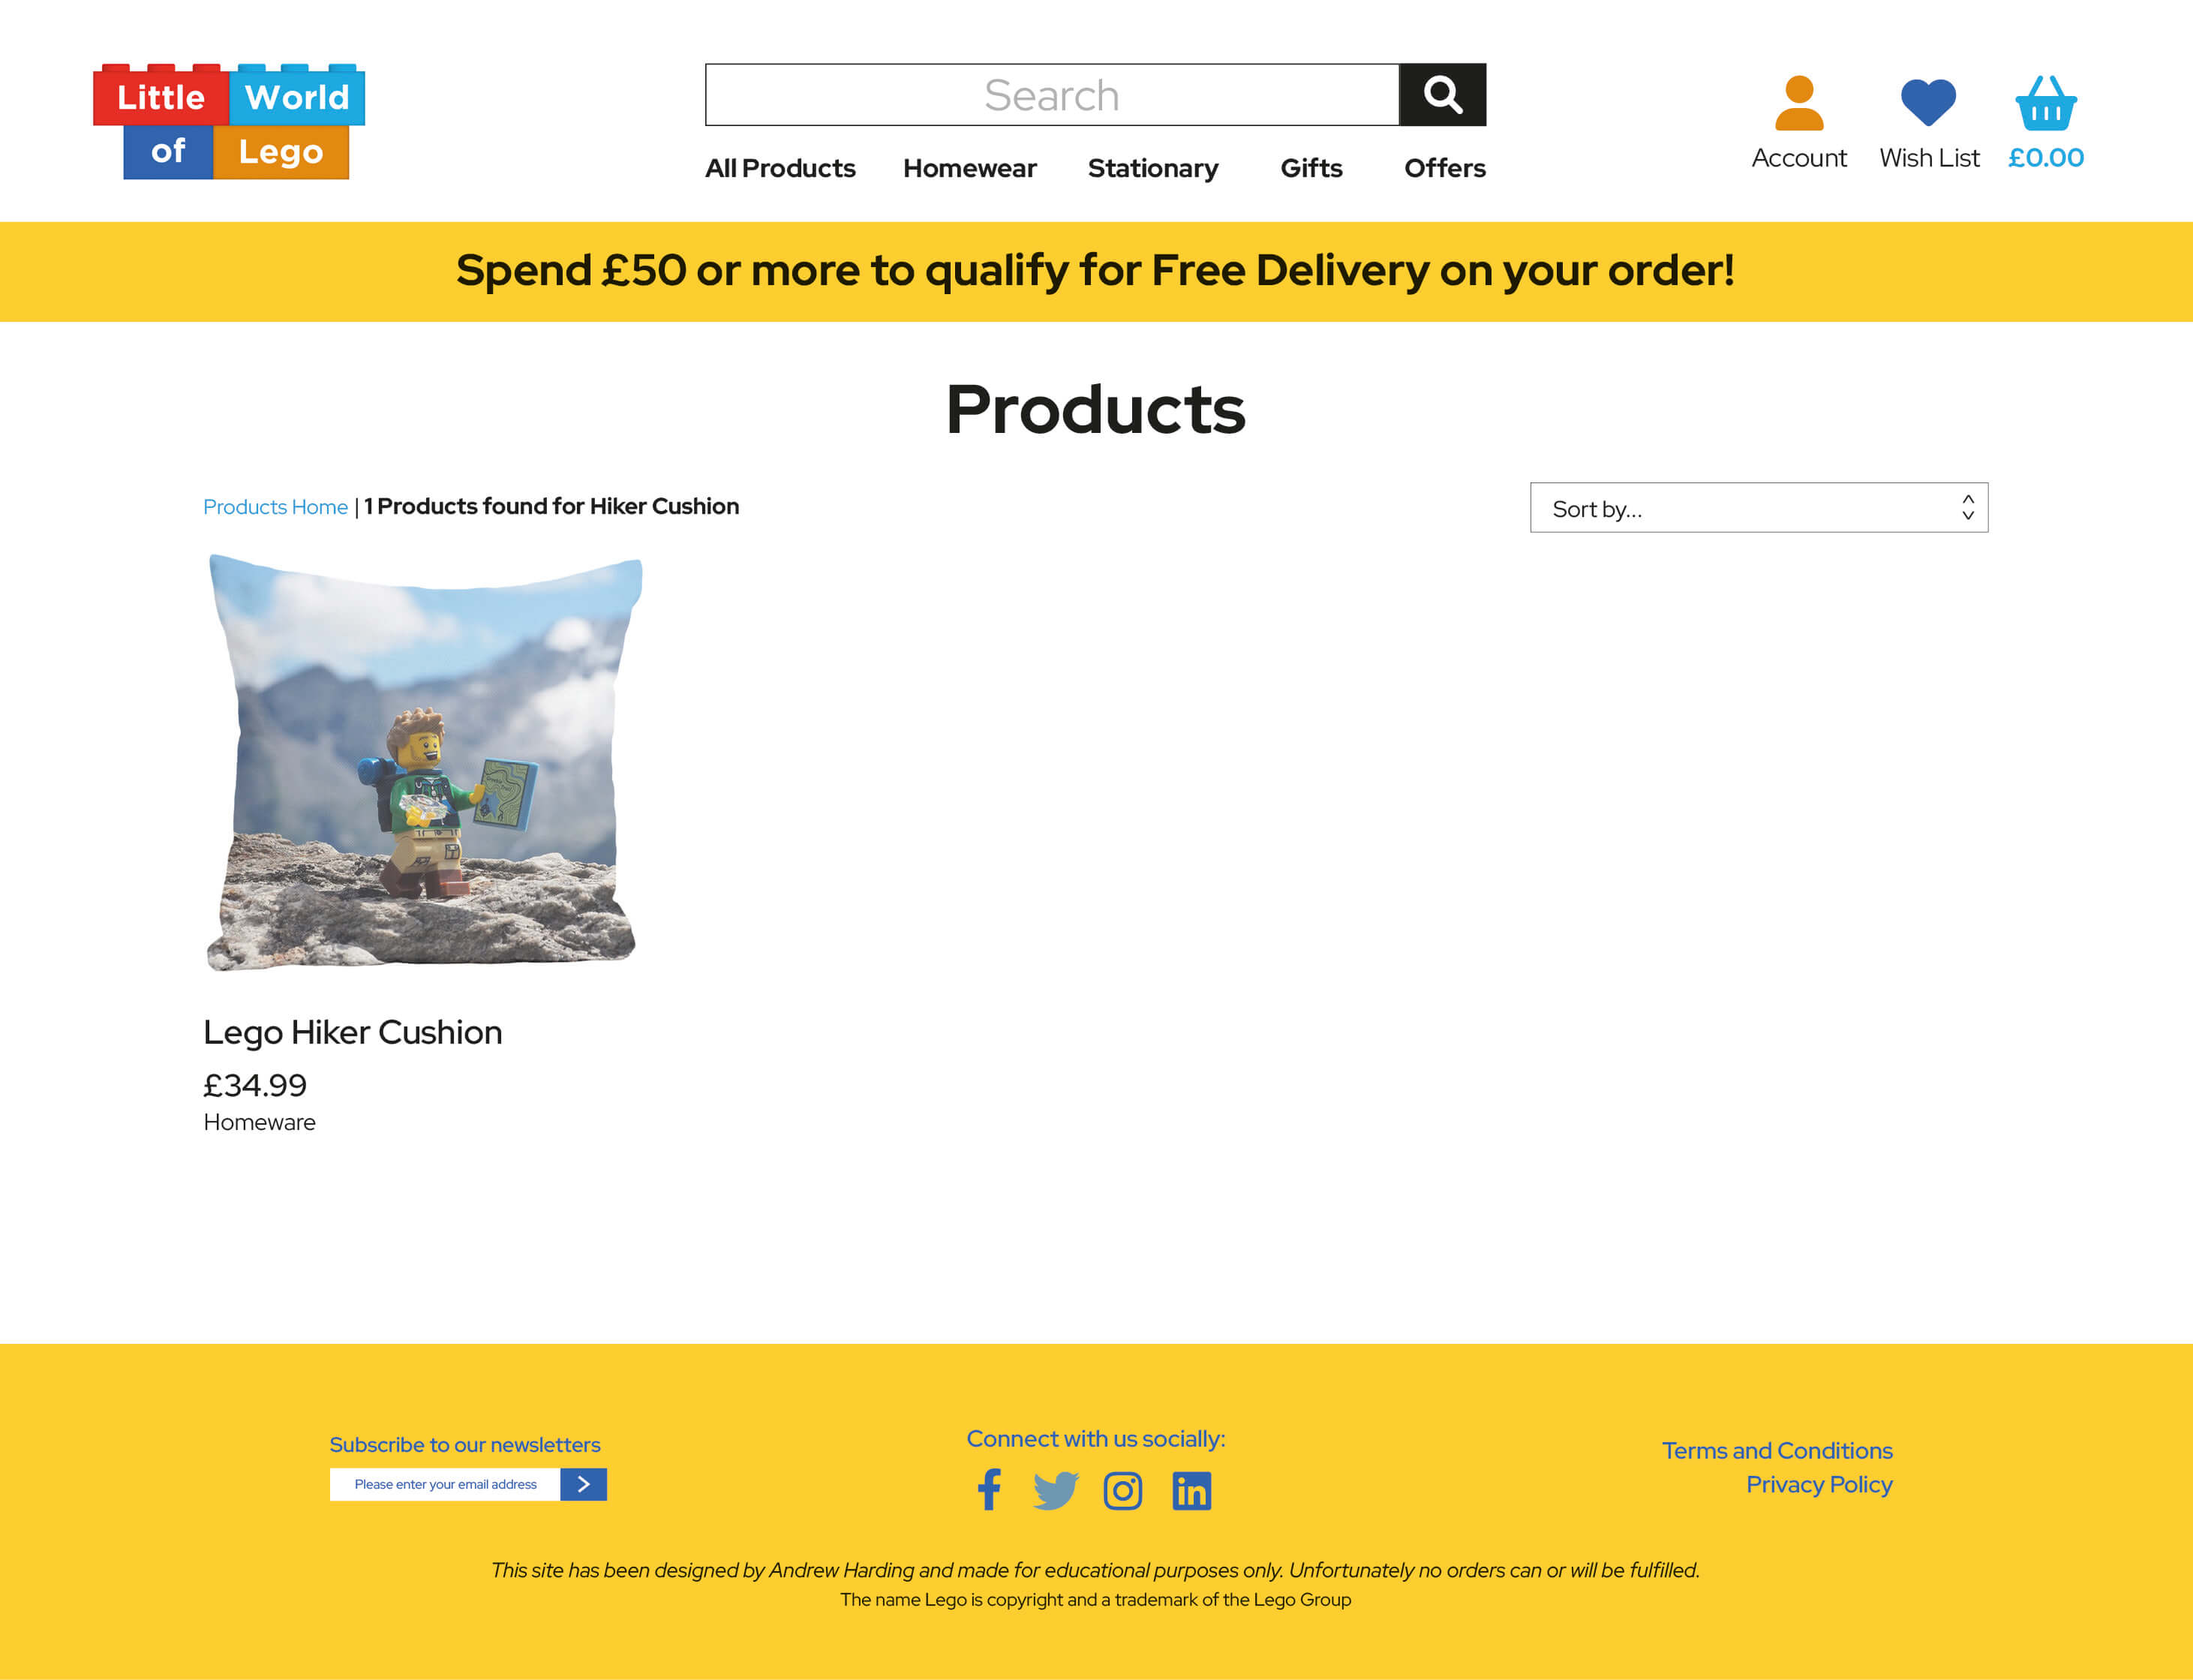 Little World
of Lego
Search
All Products Homewear Stationary Gifts Offers
Account Wish List £0.00
Spend £50 or more to qualify for Free Delivery on your order!
Products
Products Home | 1 Products found for Hiker Cushion
Sort by...
Lego Hiker Cushion
£34.99
Homeware
Subscribe to our newsletters
Please enter your email address
Connect with us socially:
Terms and Conditions
Privacy Policy
This site has been designed by Andrew Harding and made for educational purposes only. Unfortunately no orders can or will be fulfilled.
The name Lego is copyright and a trademark of the Lego Group